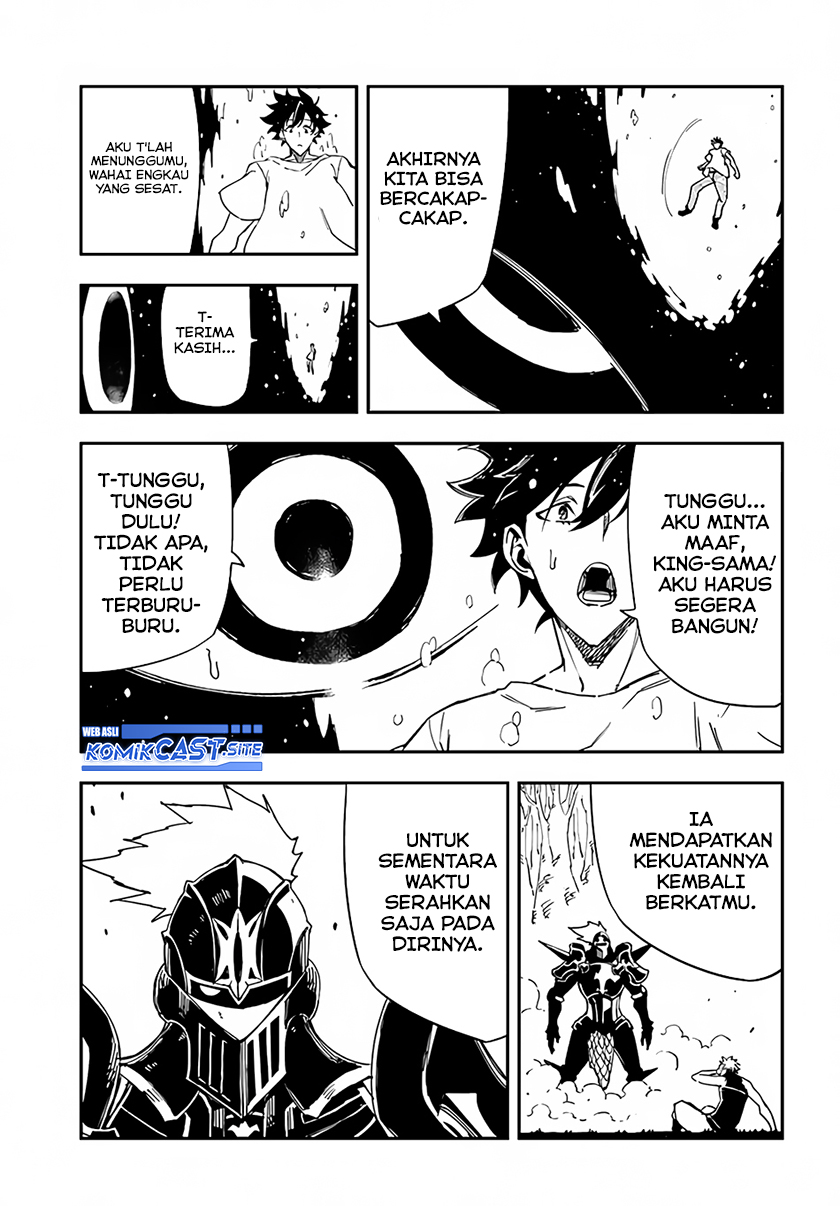 AKHIRNYA
KITA BISA
BERCAKAP-
CAKAP.
AKU T'LAH
MENUNGGUMU,
WAHAI ENGKAU
YANG SESAT.
T-
TERIMA
KASIH...
TUNGGU...
AKU MINTA
MAAF,
KING-SAMA!
AKU HARUS
SEGERA
BANGUN!
T-TUNGGU,
TUNGGU
DULU!
TIDAK APA,
TIDAK
PERLU
TERBURU-
BURU.
WEB ASLI
KOMIKCAST.SITE
IA
MENDAPATKAN
KEKUATANNYA
KEMBALI
BERKATMU.
UNTUK
SEMENTARA
WAKTU
SERAHKAN
SAJA PADA
DIRINYA.